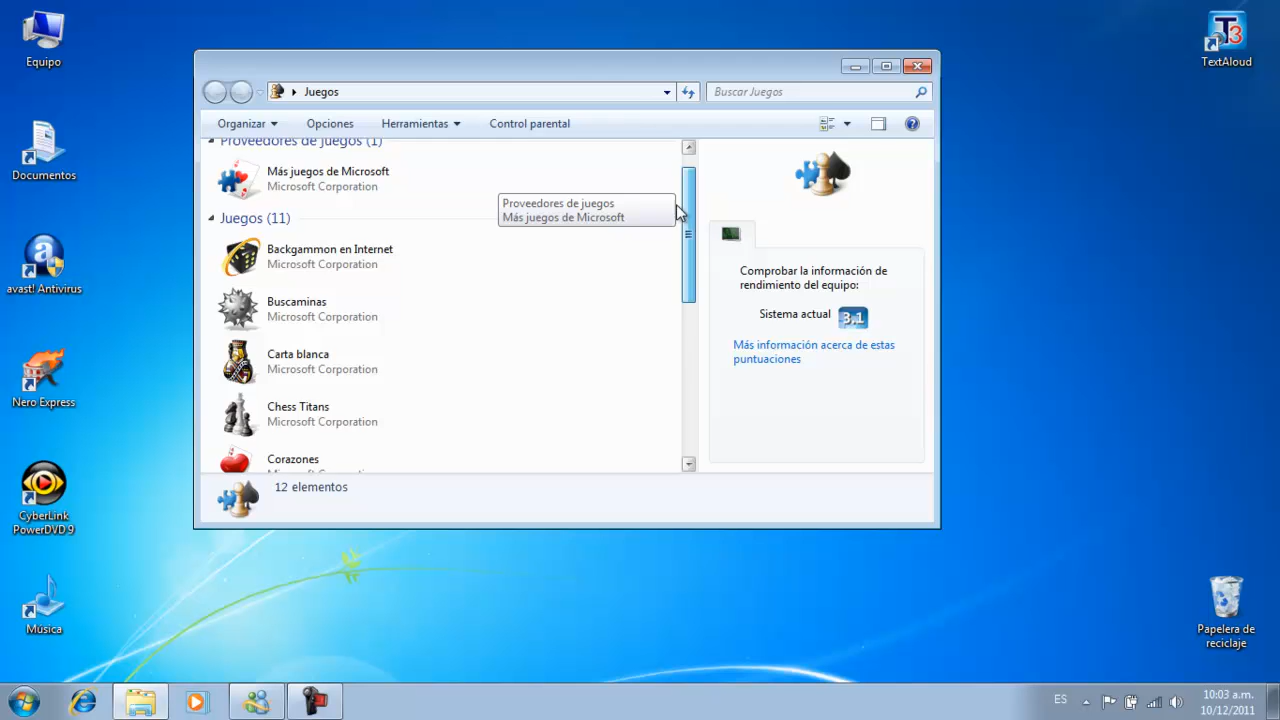 Equipo
Documentos
avast! Antivirus
Nero Express
CyberLink
PowerDVD 9
Música
TextAloud
Papelera de
reciclaje
Juegos
Buscar Juegos
Organizar
Opciones
Herramientas
Control parental
Proveedores de juegos (1)
Más juegos de Microsoft
Microsoft Corporation
Proveedores de juegos
Más juegos de Microsoft
Juegos (11)
Backgammon en Internet
Microsoft Corporation
Buscaminas
Microsoft Corporation
Carta blanca
Microsoft Corporation
Chess Titans
Microsoft Corporation
Corazones
Comprobar la información de
rendimiento del equipo:
Sistema actual 3.1
Más información acerca de estas
puntuaciones
12 elementos
ES
10:03 a.m.
10/12/2011